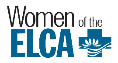 Women of the
ELCA